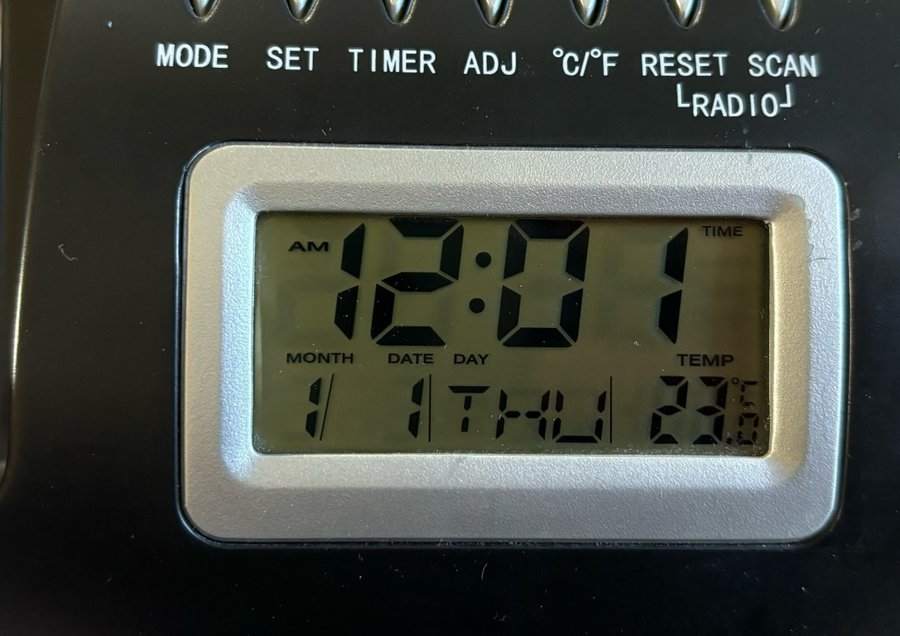 MODE SET TIMER ADJ °C/°F RESET SCAN
RADIO
AM 12:01 TIME
MONTH DATE DAY TEMP
1/ 1 THU 23